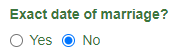 Exact date of marriage?
Yes No